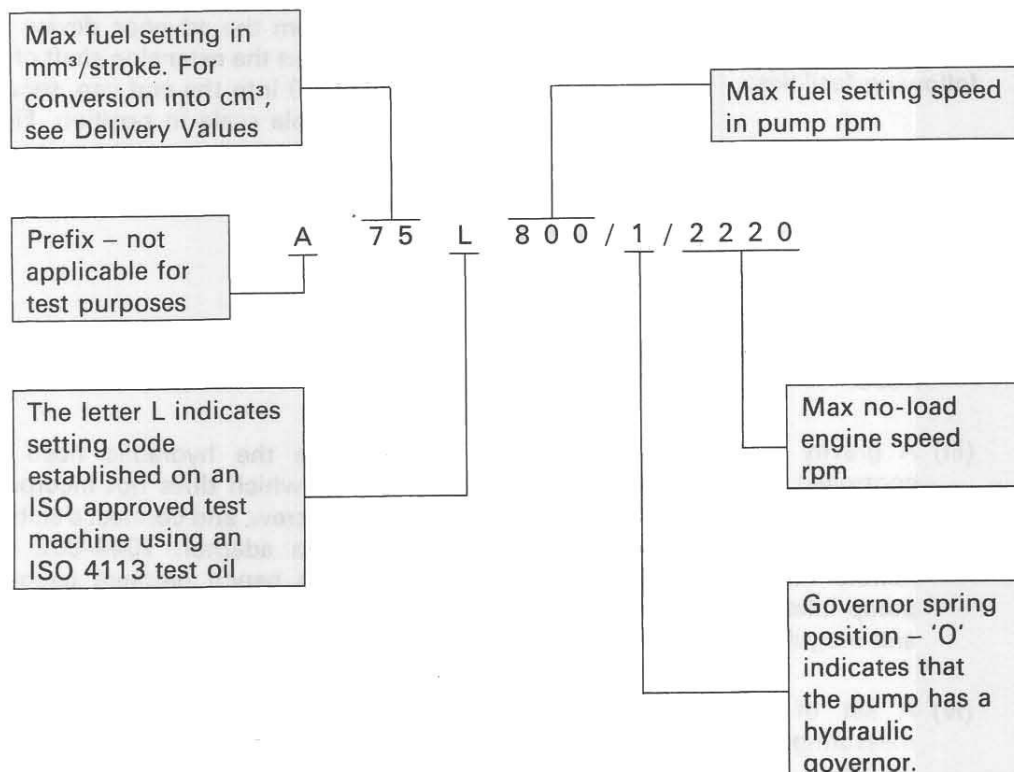 Max fuel setting in
mm³/stroke. For
conversion into cm³,
see Delivery Values
Max fuel setting speed
in pump rpm
A 75 L 800/1/2220
Prefix – not
applicable for
test purposes
The letter L indicates
setting code
established on an
ISO approved test
machine using an
ISO 4113 test oil
Max no-load
engine speed
rpm
Governor spring
position – 'O'
indicates that
the pump has a
hydraulic
governor.